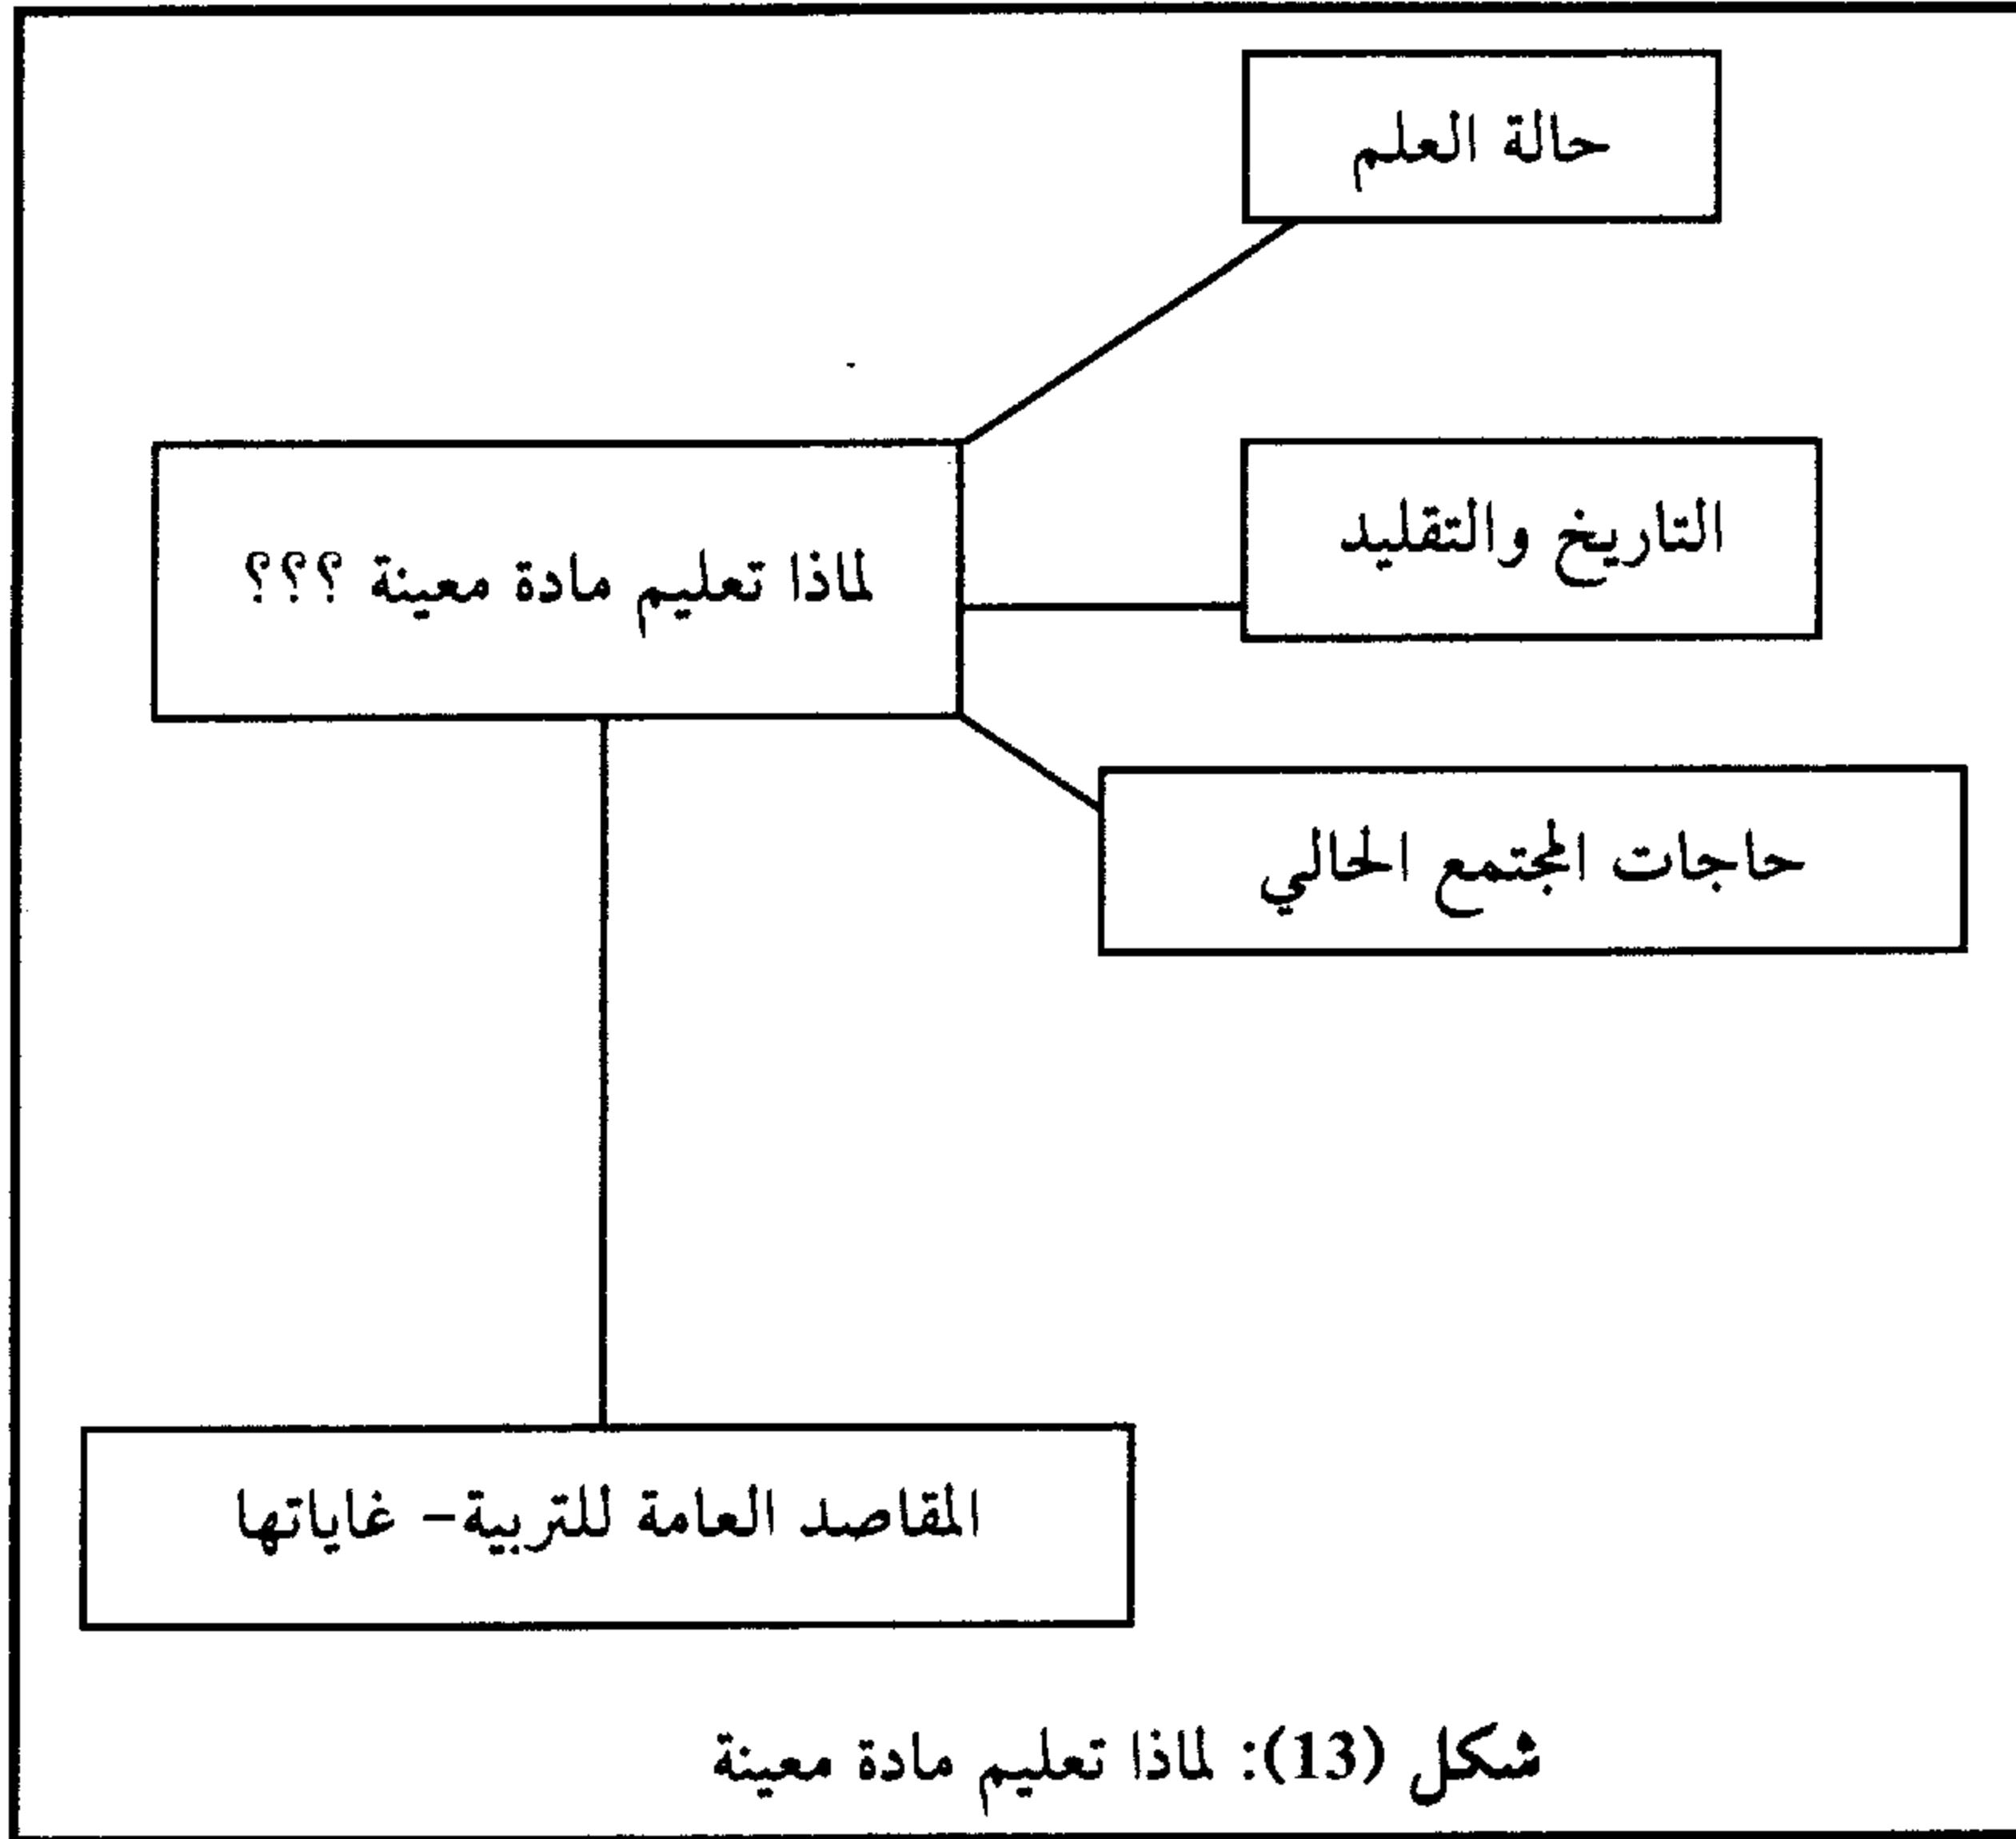 حالة العلم
التاريخ والتقليد
لماذا تعليم مادة معينة ؟؟؟
حاجات المجتمع الحالي
المقاصد العامة للتربية– غاياتها
شكل (13): لماذا تعليم مادة معينة